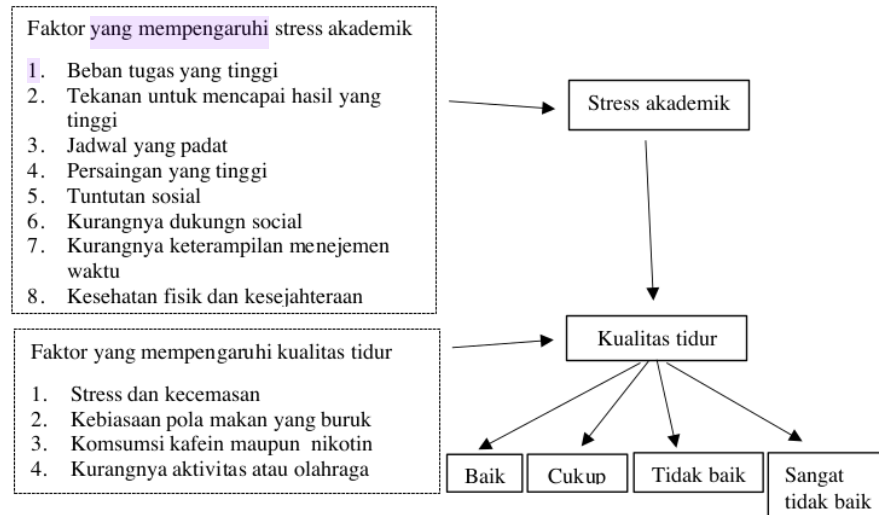 Faktor yang mempengaruhi stress akademik
1. Beban tugas yang tinggi
2. Tekanan untuk mencapai hasil yang
tinggi
3. Jadwal yang padat
4. Persaingan yang tinggi
5. Tuntutan sosial
6. Kurangnya dukungn social
7. Kurangnya keterampilan menejemen
waktu
8. Kesehatan fisik dan kesejahteraan
Stress akademik
Faktor yang mempengaruhi kualitas tidur
1. Stress dan kecemasan
2. Kebiasaan pola makan yang buruk
3. Komsumsi kafein maupun nikotin
4. Kurangnya aktivitas atau olahraga
Kualitas tidur
Baik
Cukup
Tidak baik
Sangat
tidak baik